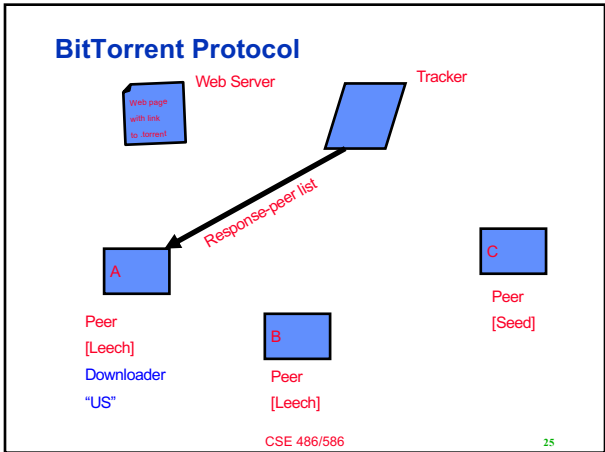 BitTorrent Protocol
Web Server
Tracker
Web page
with link
to .torrent
Response-peer list
A
C
Peer
[Leech]
Downloader
"US"
B
Peer
[Leech]
Peer
[Seed]
CSE 486/586
25